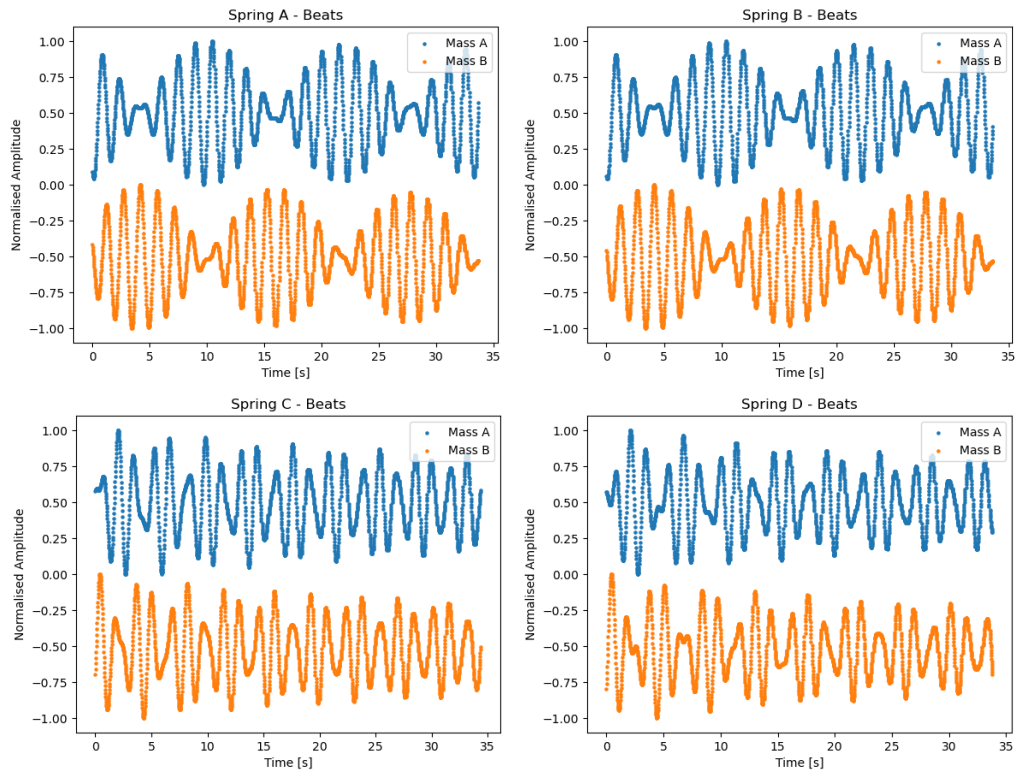 Spring A - Beats
Mass A
Mass B
1.00
0.75
0.50
0.25
0.00
−0.25
−0.50
−0.75
−1.00
Normalised Amplitude
0 5 10 15 20 25 30 35
Time [s]
Spring B - Beats
Mass A
Mass B
1.00
0.75
0.50
0.25
0.00
−0.25
−0.50
−0.75
−1.00
Normalised Amplitude
0 5 10 15 20 25 30 35
Time [s]
Spring C - Beats
Mass A
Mass B
1.00
0.75
0.50
0.25
0.00
−0.25
−0.50
−0.75
−1.00
Normalised Amplitude
0 5 10 15 20 25 30 35
Time [s]
Spring D - Beats
Mass A
Mass B
1.00
0.75
0.50
0.25
0.00
−0.25
−0.50
−0.75
−1.00
Normalised Amplitude
0 5 10 15 20 25 30 35
Time [s]